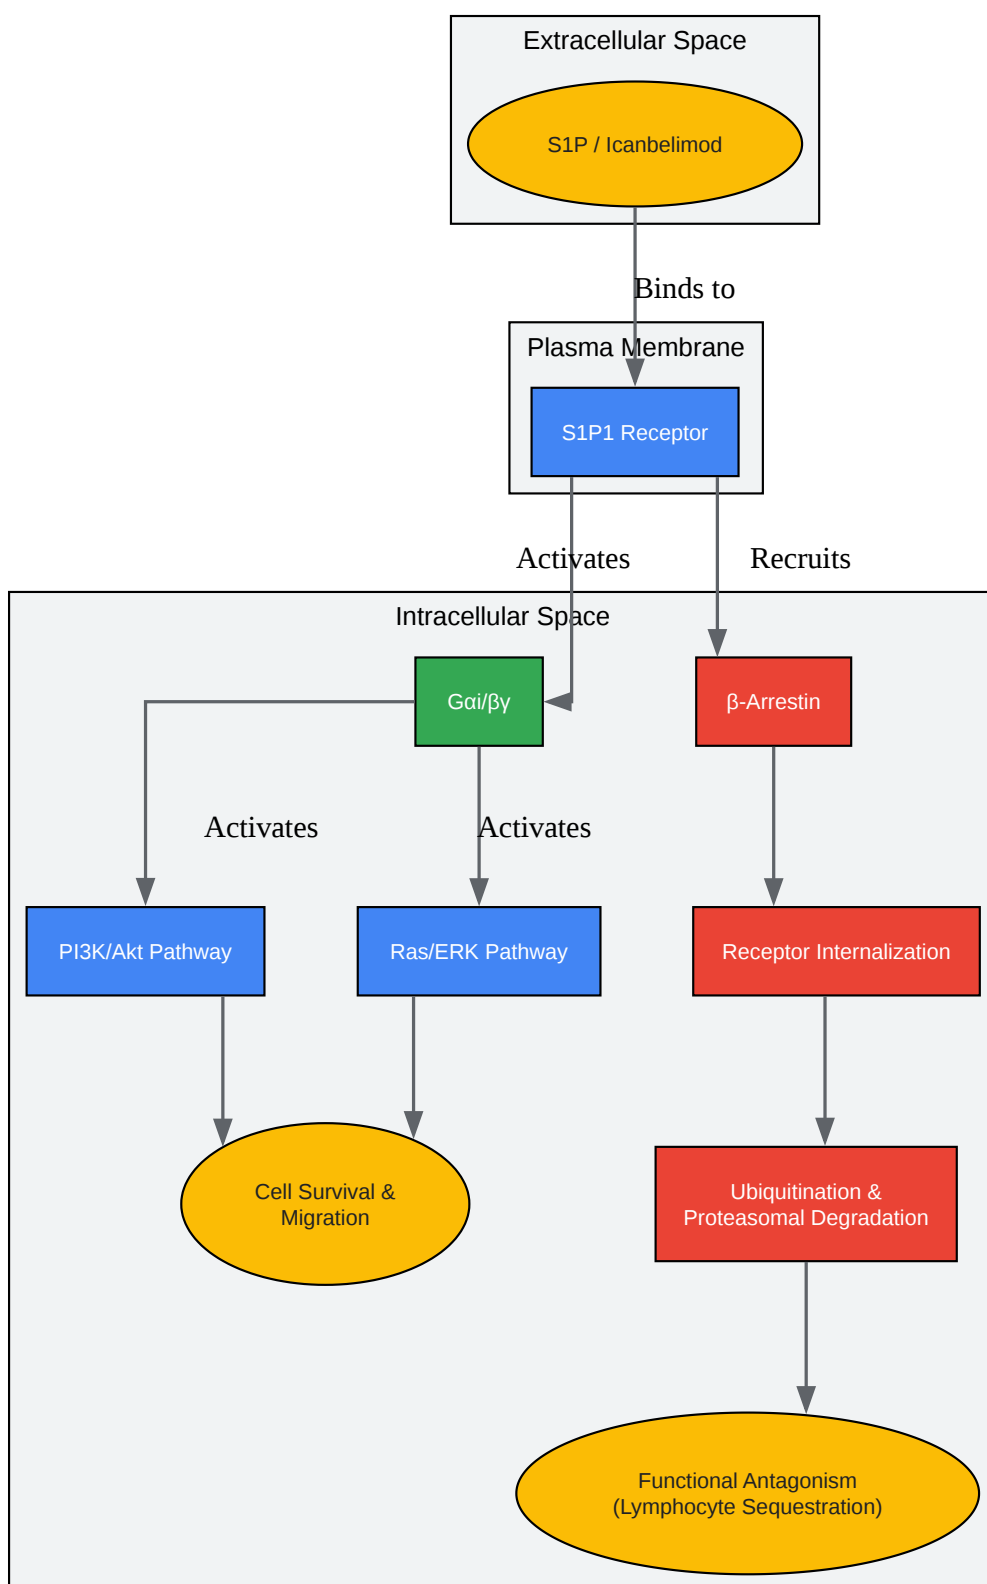 Extracellular Space
S1P / Icanbelimod
Binds to
Plasma Membrane
S1P1 Receptor
Activates
Recruits
Intracellular Space
Gαi/βγ
β-Arrestin
Activates
Activates
PI3K/Akt Pathway
Ras/ERK Pathway
Receptor Internalization
Cell Survival &
Migration
Ubiquitination &
Proteasomal Degradation
Functional Antagonism
(Lymphocyte Sequestration)